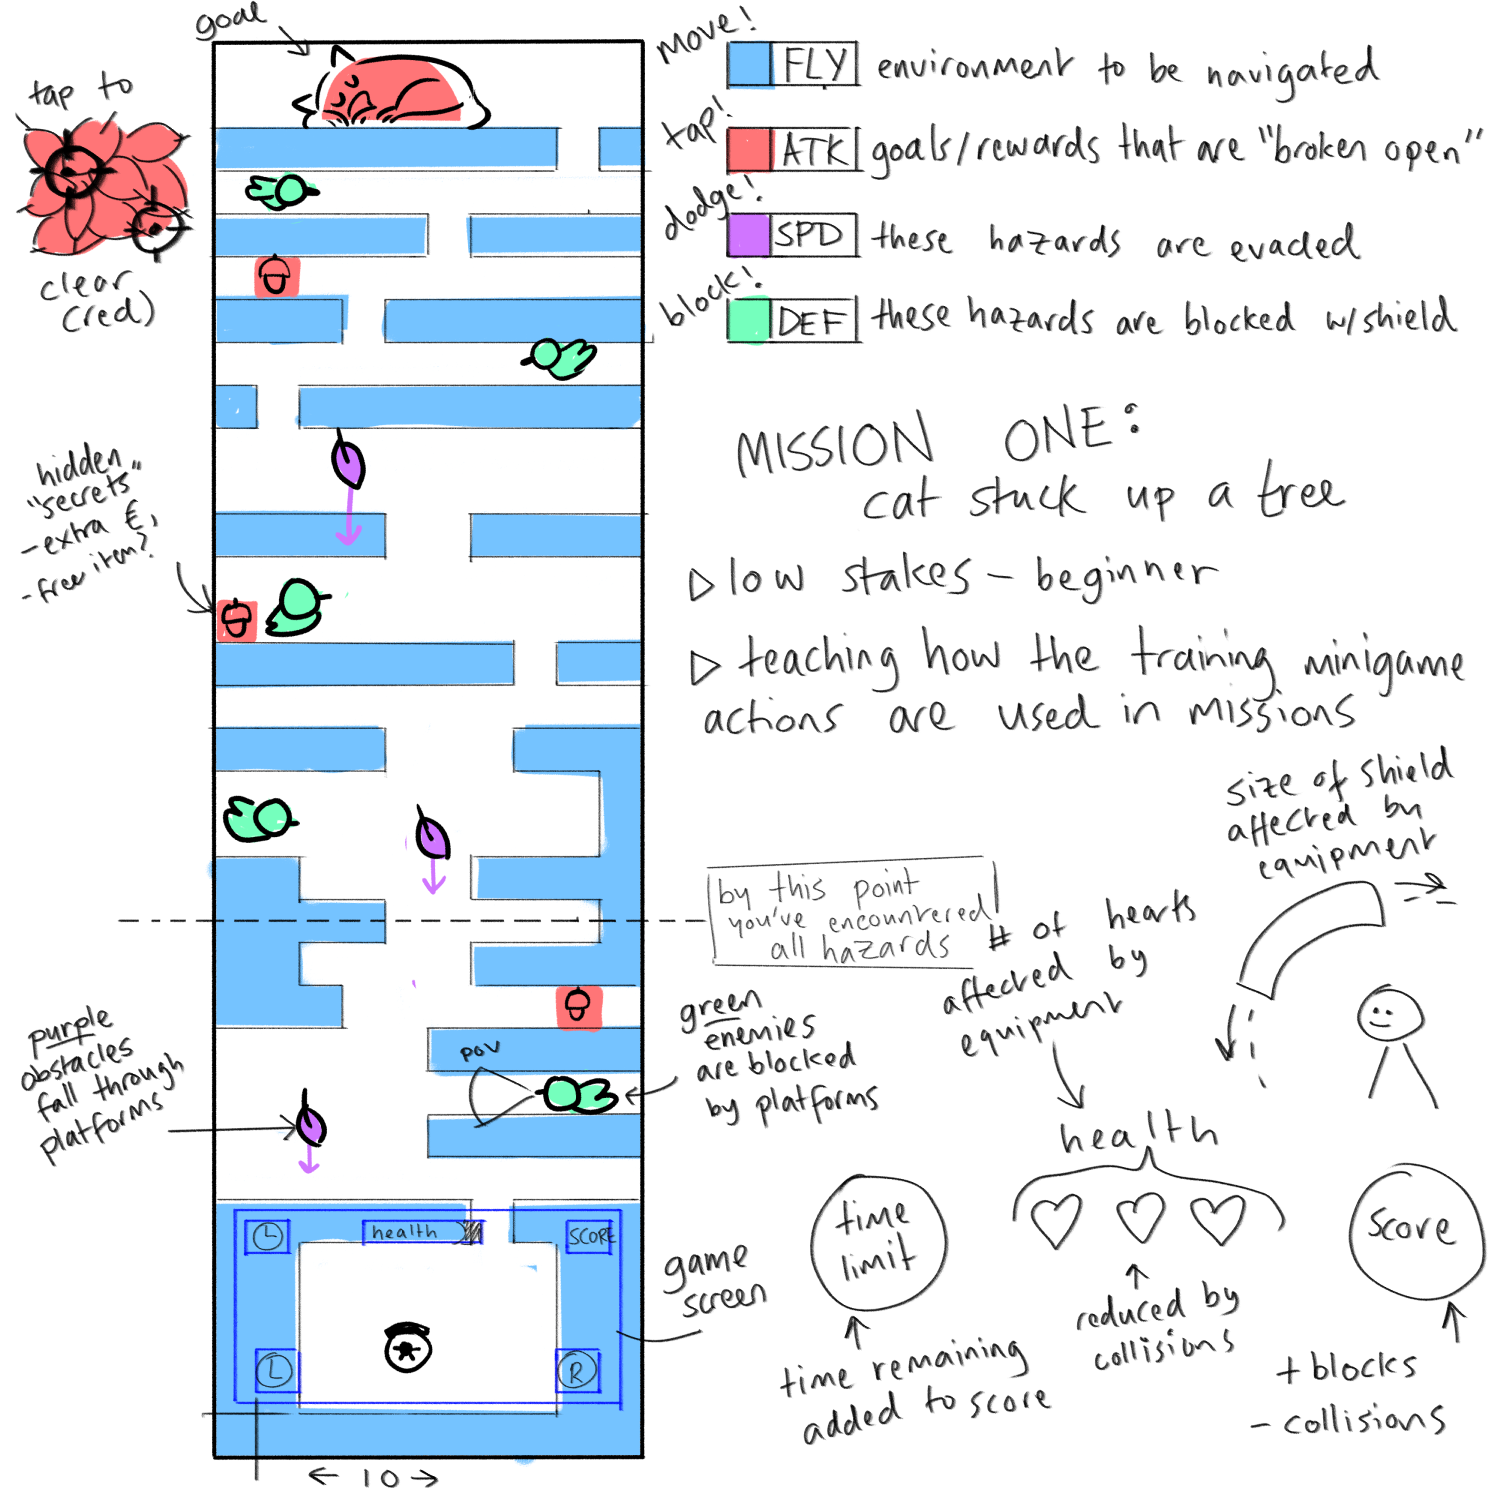 goal
tap to
clear
(red)
move!
FLY
environment to be navigated
tap!
ATK
goals/rewards that are "broken open"
dodge!
SPD
these hazards are evaded
block!
DEF
these hazards are blocked w/shield
MISSION ONE:
cat stuck up a tree
▷ low stakes - beginner
▷ teaching how the training minigame
actions are used in missions
hidden
"secrets"
- extra €,
- free item?
size of shield
affected by
equipment
by this point
you've encountered
all hazards
# of hearts
affected by
equipment
purple
obstacles
fall through
platforms
POV
green
enemies
are blocked
by platforms
health
time
limit
score
L
health
SCORE
L
R
game
screen
time remaining
added to score
reduced by
collisions
+ blocks
- collisions
← 10 →